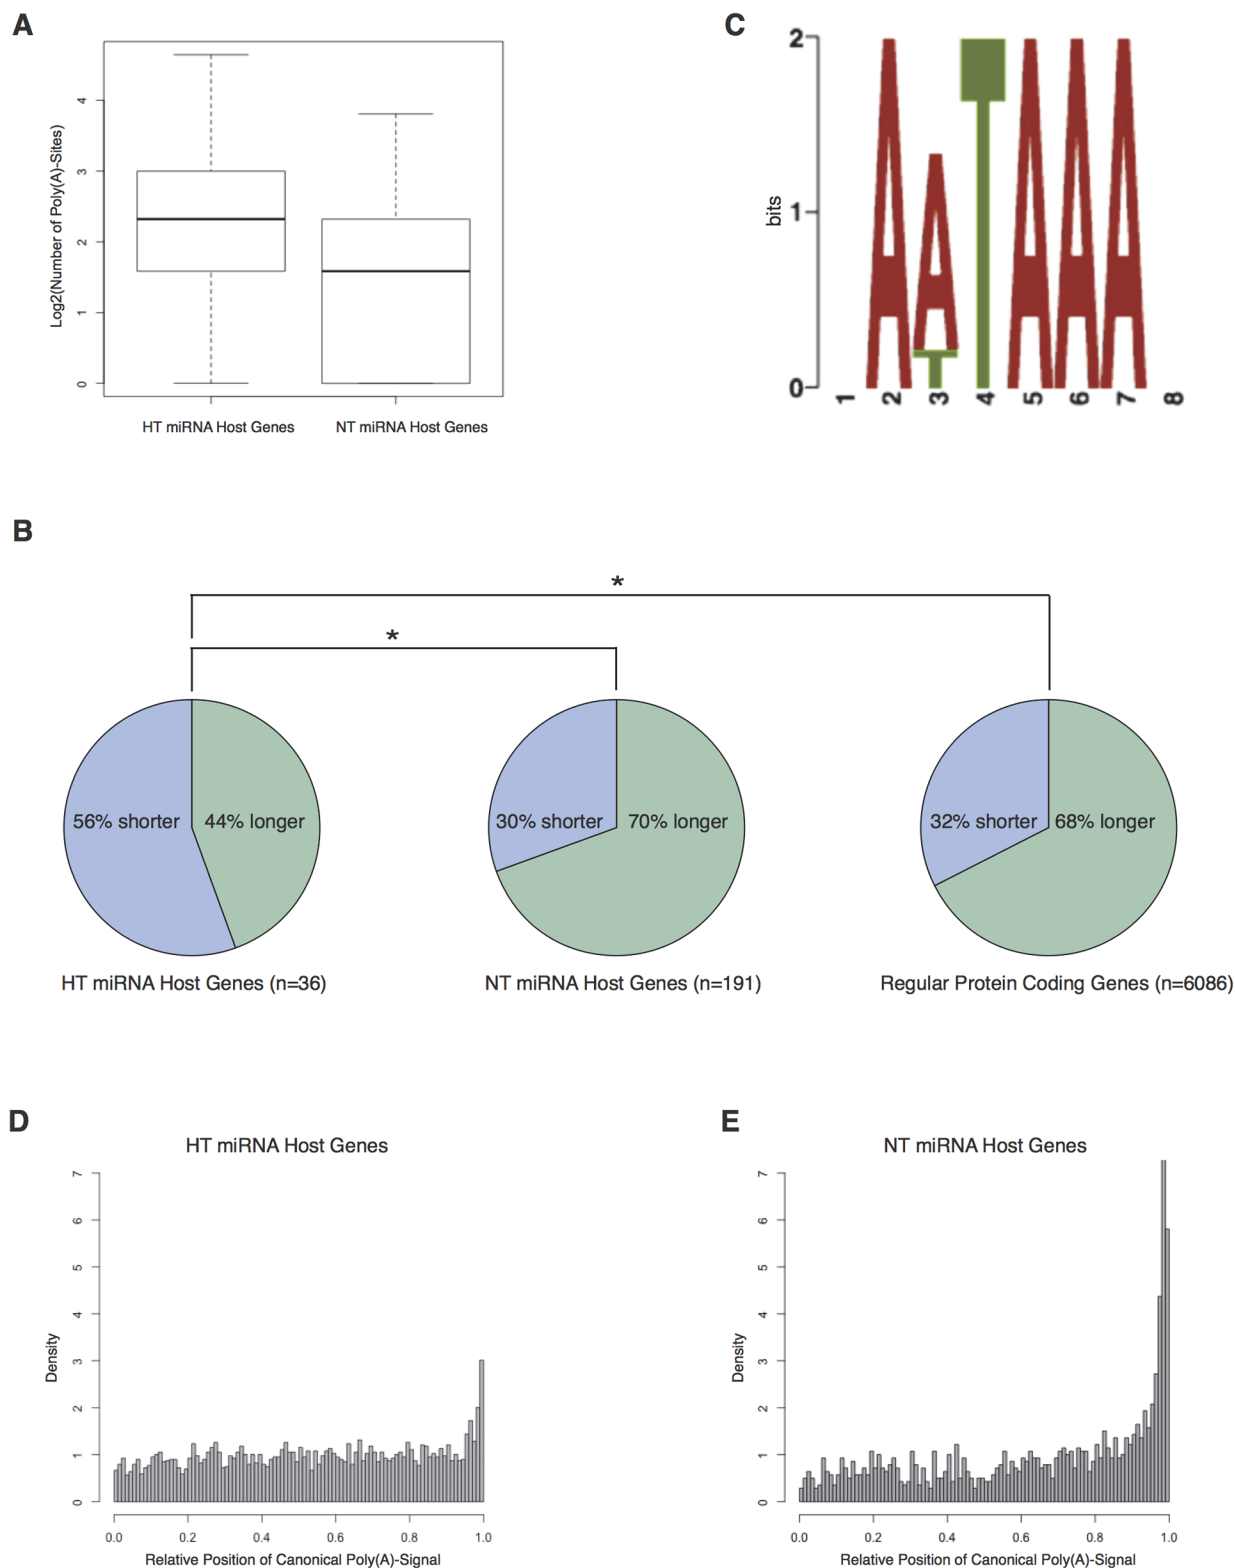 A
Log2(Number of Poly(A)-Sites)
4
3
2
1
0
HT miRNA Host Genes
NT miRNA Host Genes
C
bits
2
1
0
A
A
T
T
A
A
A
1
2
3
4
5
6
7
8
B
*
*
56% shorter
44% longer
30% shorter
70% longer
32% shorter
68% longer
HT miRNA Host Genes (n=36)
NT miRNA Host Genes (n=191)
Regular Protein Coding Genes (n=6086)
D
HT miRNA Host Genes
Density
7
6
5
4
3
2
1
0
0.0
0.2
0.4
0.6
0.8
1.0
Relative Position of Canonical Poly(A)-Signal
E
NT miRNA Host Genes
Density
7
6
5
4
3
2
1
0
0.0
0.2
0.4
0.6
0.8
1.0
Relative Position of Canonical Poly(A)-Signal